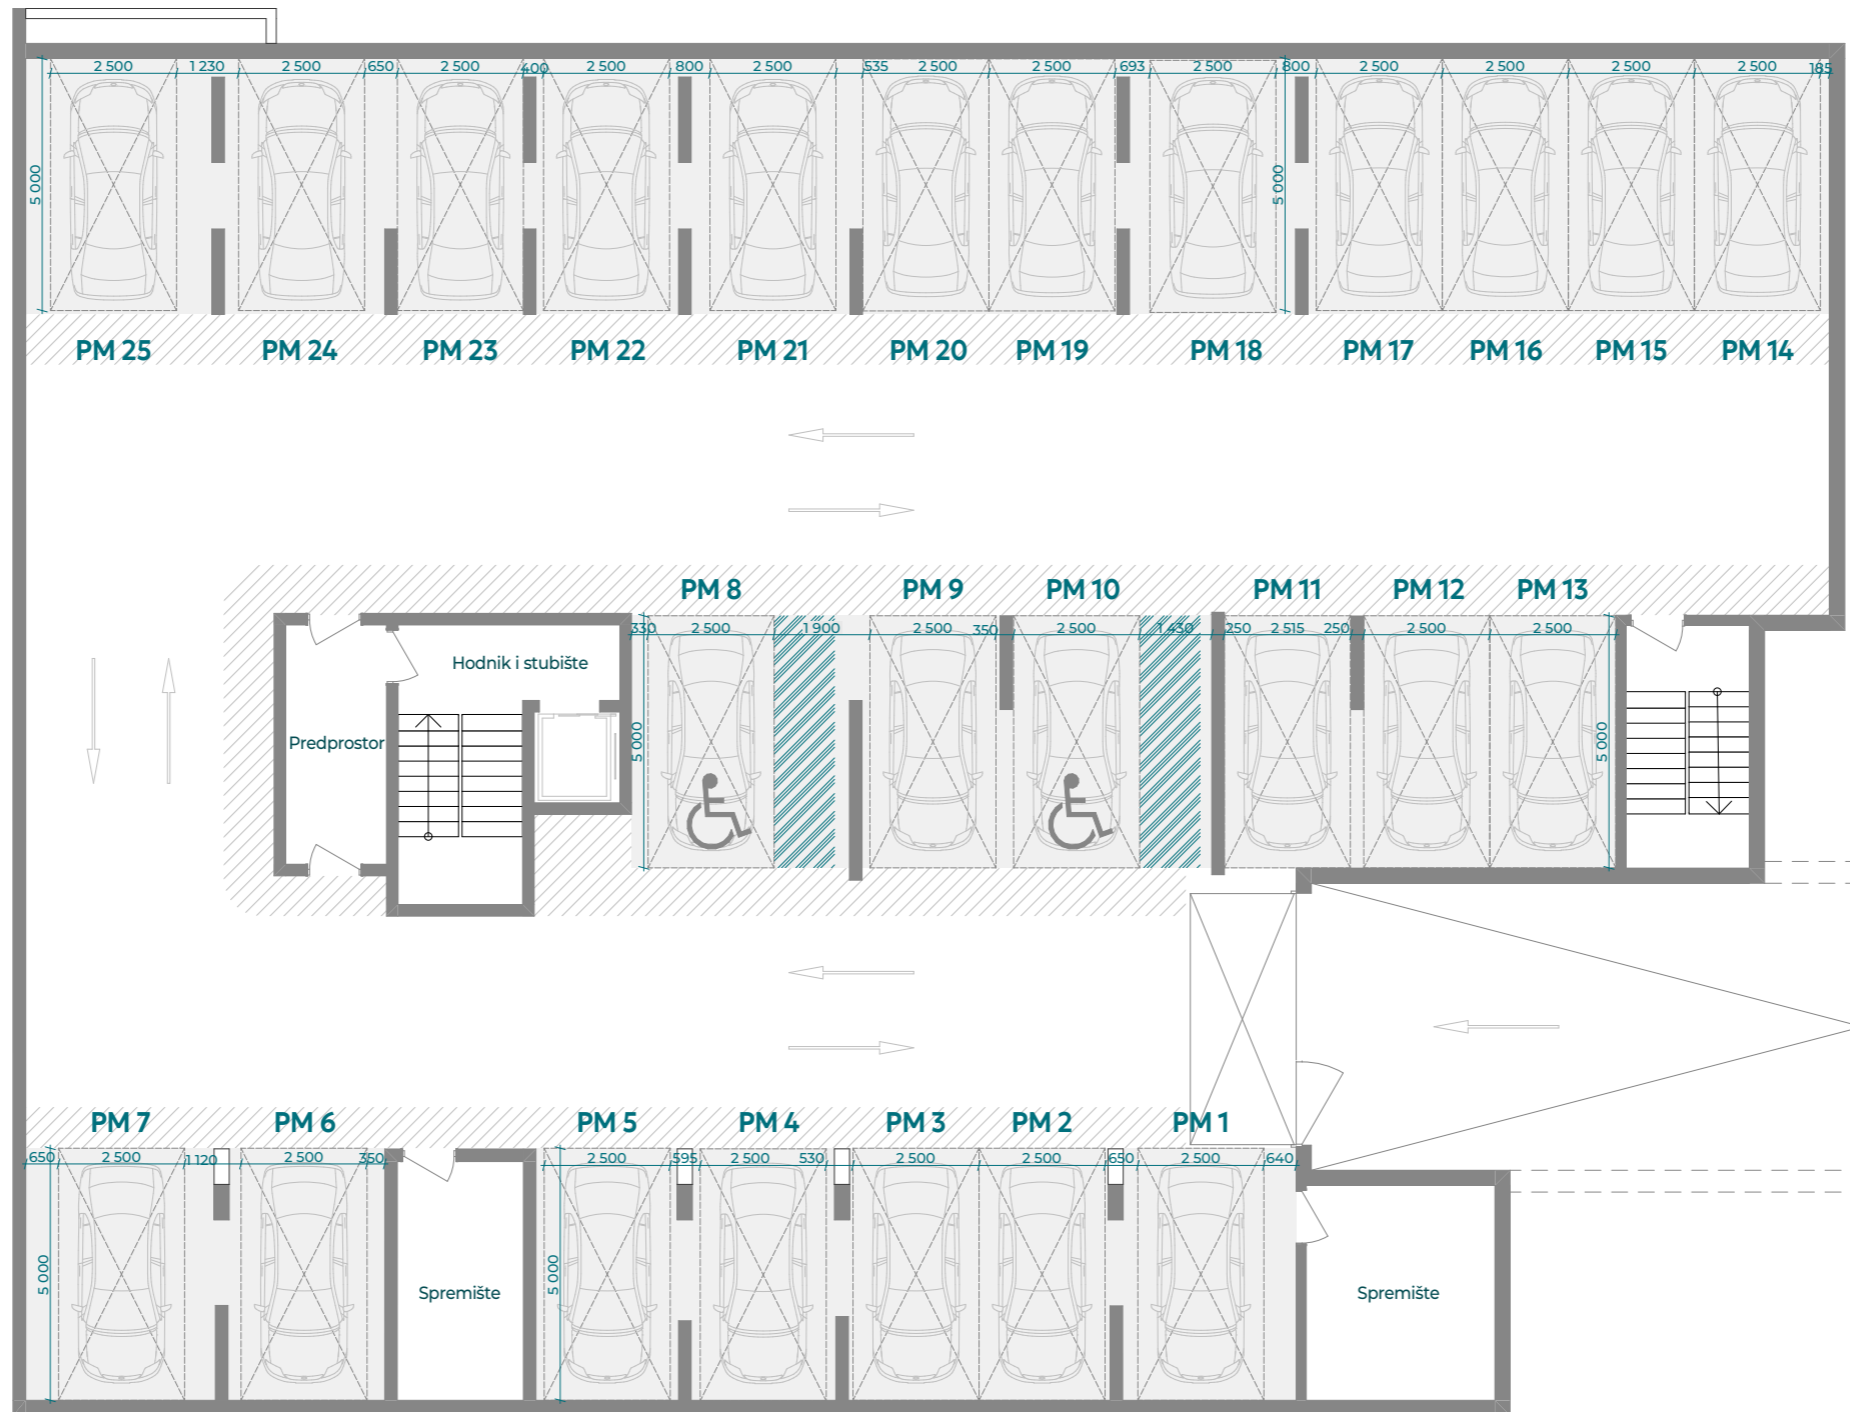 2 500 1 230 2 500 650 2 500 400 2 500 800 2 500 535 2 500 2 500 693 2 500 800 2 500 2 500 2 500 2 500 185
5 000 5 000
PM 25 PM 24 PM 23 PM 22 PM 21 PM 20 PM 19 PM 18 PM 17 PM 16 PM 15 PM 14
PM 8 PM 9 PM 10 PM 11 PM 12 PM 13
330 2 500 1 900 2 500 350 2 500 1 430 250 2 515 250 2 500 2 500
Hodnik i stubište
Predprostor
5 000 5 000
PM 7 PM 6 PM 5 PM 4 PM 3 PM 2 PM 1
650 2 500 1 120 2 500 350 2 500 595 2 500 530 2 500 2 500 650 2 500 640
5 000 5 000
Spremište Spremište